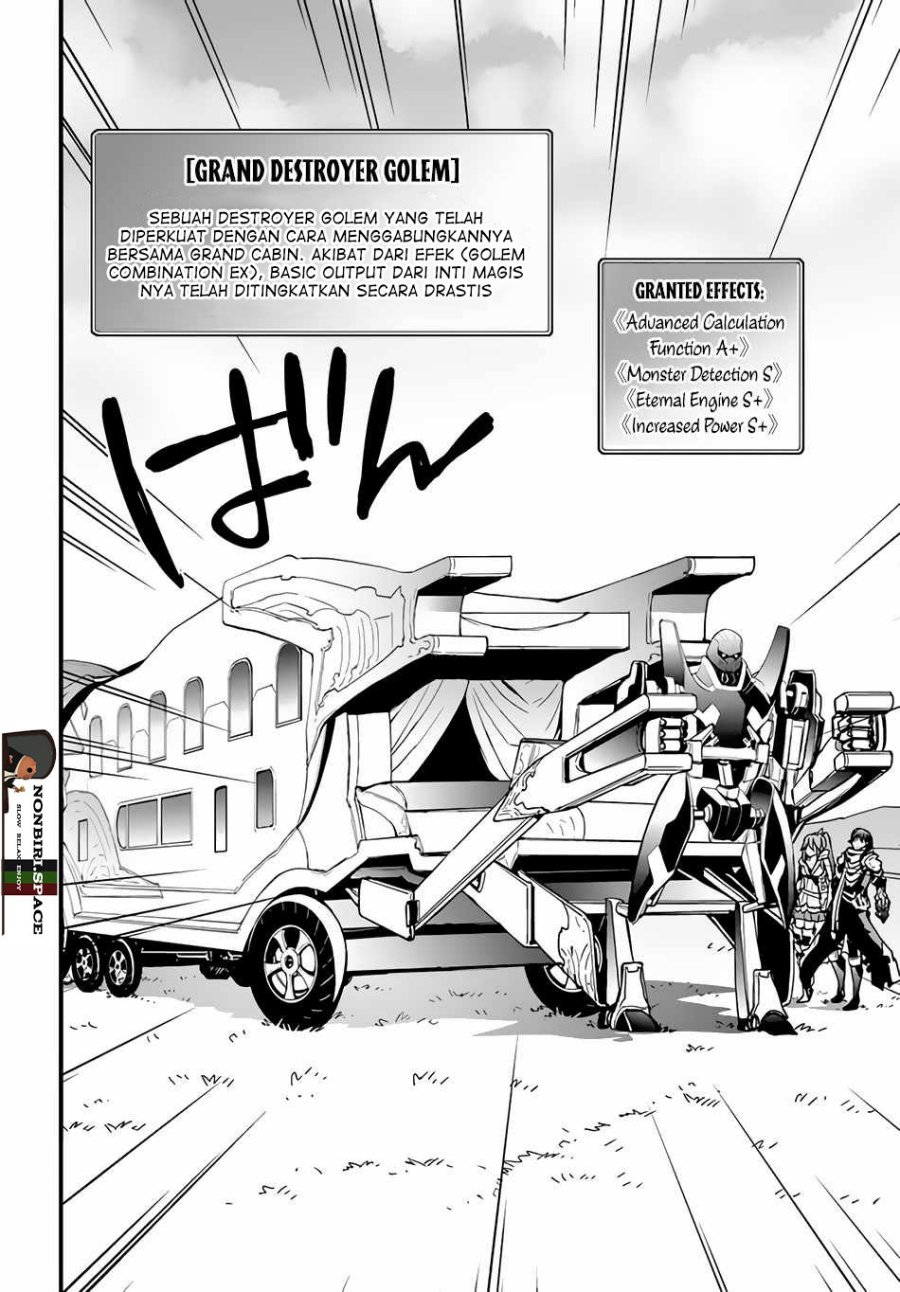 [GRAND DESTROYER GOLEM]
SEBUAH DESTROYER GOLEM YANG TELAH
DIPERKUAT DENGAN CARA MENGGABUNGKANNYA
BERSAMA GRAND CABIN. AKIBAT DARI EFEK (GOLEM
COMBINATION EX), BASIC OUTPUT DARI INTI MAGIS
NYA TELAH DITINGKATKAN SECARA DRASTIS
GRANTED EFFECTS:
《Advanced Calculation
Function A+》
《Monster Detection S》
《Eternal Engine S+》
《Increased Power S+》
ばん
NONBIRI.SPACE
SLOW RELAX ENJOY